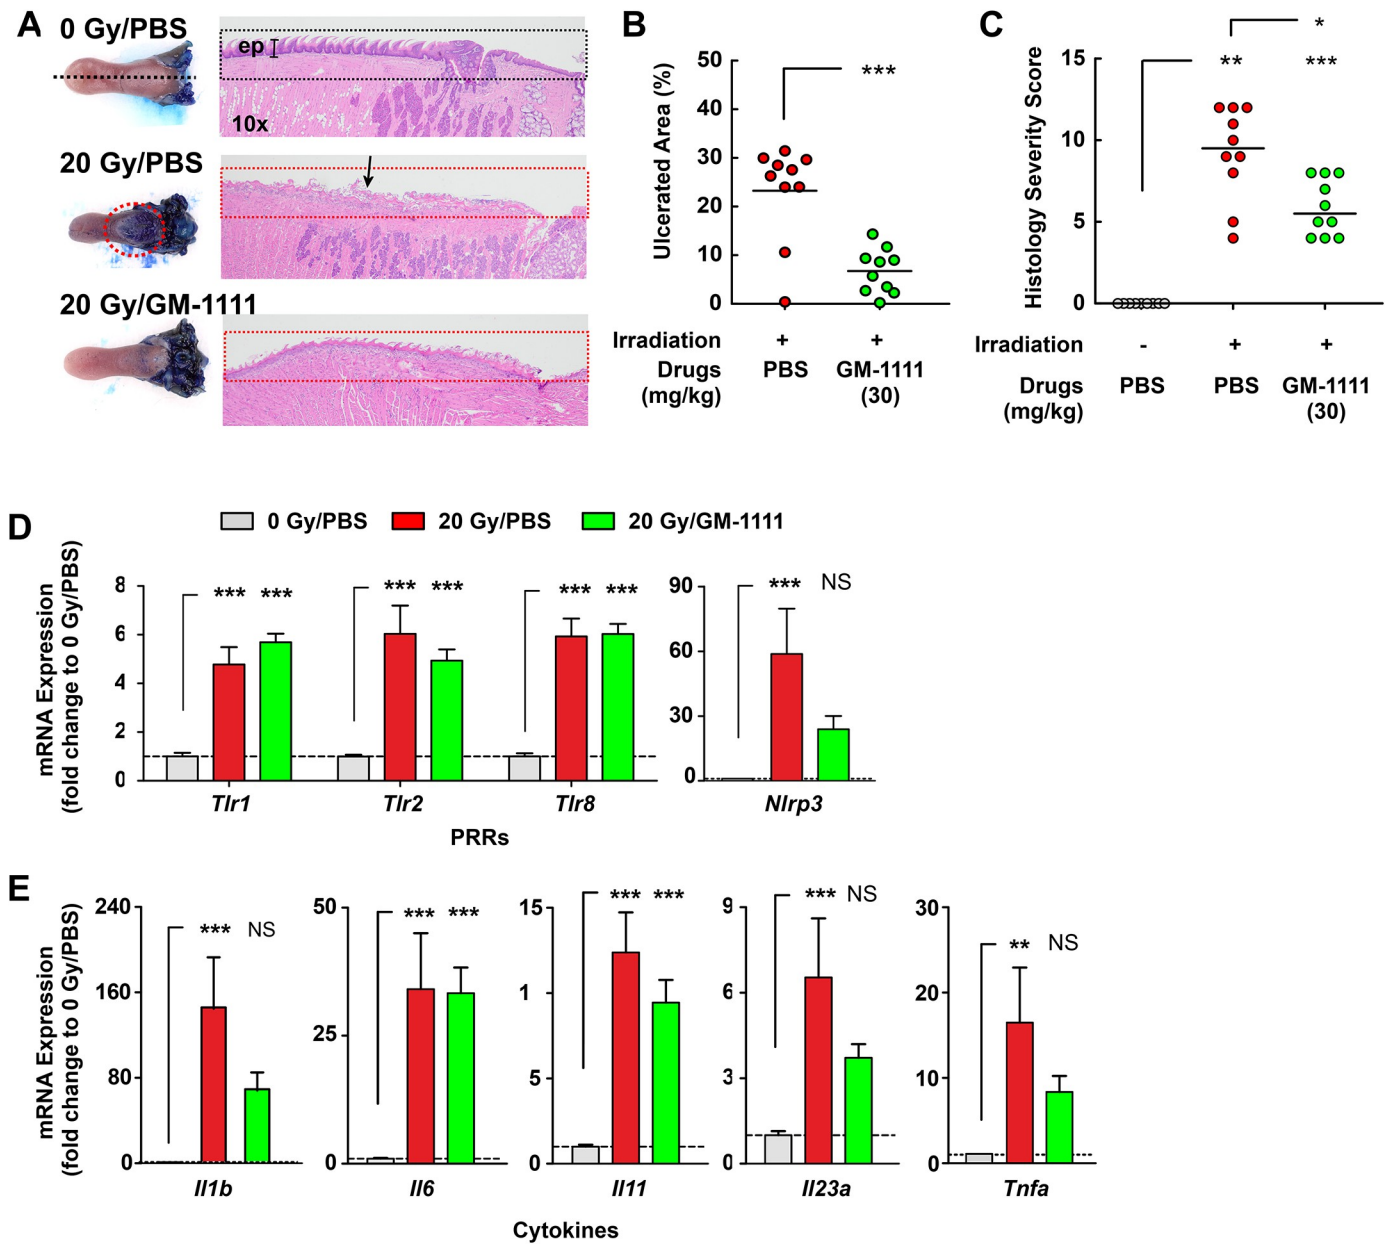 A
0 Gy/PBS
ep
10x
20 Gy/PBS
20 Gy/GM-1111
B
Ulcerated Area (%)
50
40
30
20
10
0
***
Irradiation + +
Drugs PBS GM-1111
(mg/kg) (30)
C
Histology Severity Score
15
10
5
0
*
** ***
Irradiation - + +
Drugs PBS PBS GM-1111
(mg/kg) (30)
D
0 Gy/PBS 20 Gy/PBS 20 Gy/GM-1111
mRNA Expression
(fold change to 0 Gy/PBS)
8
6
4
2
0
*** *** *** *** *** ***
Tlr1 Tlr2 Tlr8
90
60
30
0
*** NS
Nlrp3
PRRs
E
mRNA Expression
(fold change to 0 Gy/PBS)
240
160
80
0
*** NS
Il1b
50
25
0
*** ***
Il6
15
1
5
0
*** ***
Il11
9
6
3
0
*** NS
Il23a
30
20
10
0
** NS
Tnfa
Cytokines